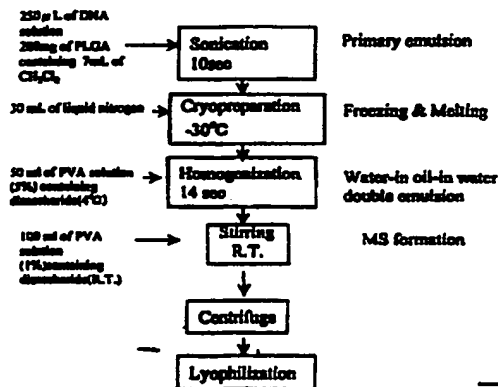 250 μL of DNA
solution
200mg of PLGA
containing 7mL of
CH2Cl2
Sonication
10sec
Primary emulsion
30 mL of liquid nitrogen
Cryopreparation
-30°C
Freezing & Melting
50 ml of PVA solution
(5%) containing
disaccharide(4°C)
Homogenization
14 sec
Water-in oil-in water
double emulsion
100 ml of PVA
solution
(1%)containing
disaccharide(R.T.)
Stirring
R.T.
MS formation
Centrifuge
Lyophilization